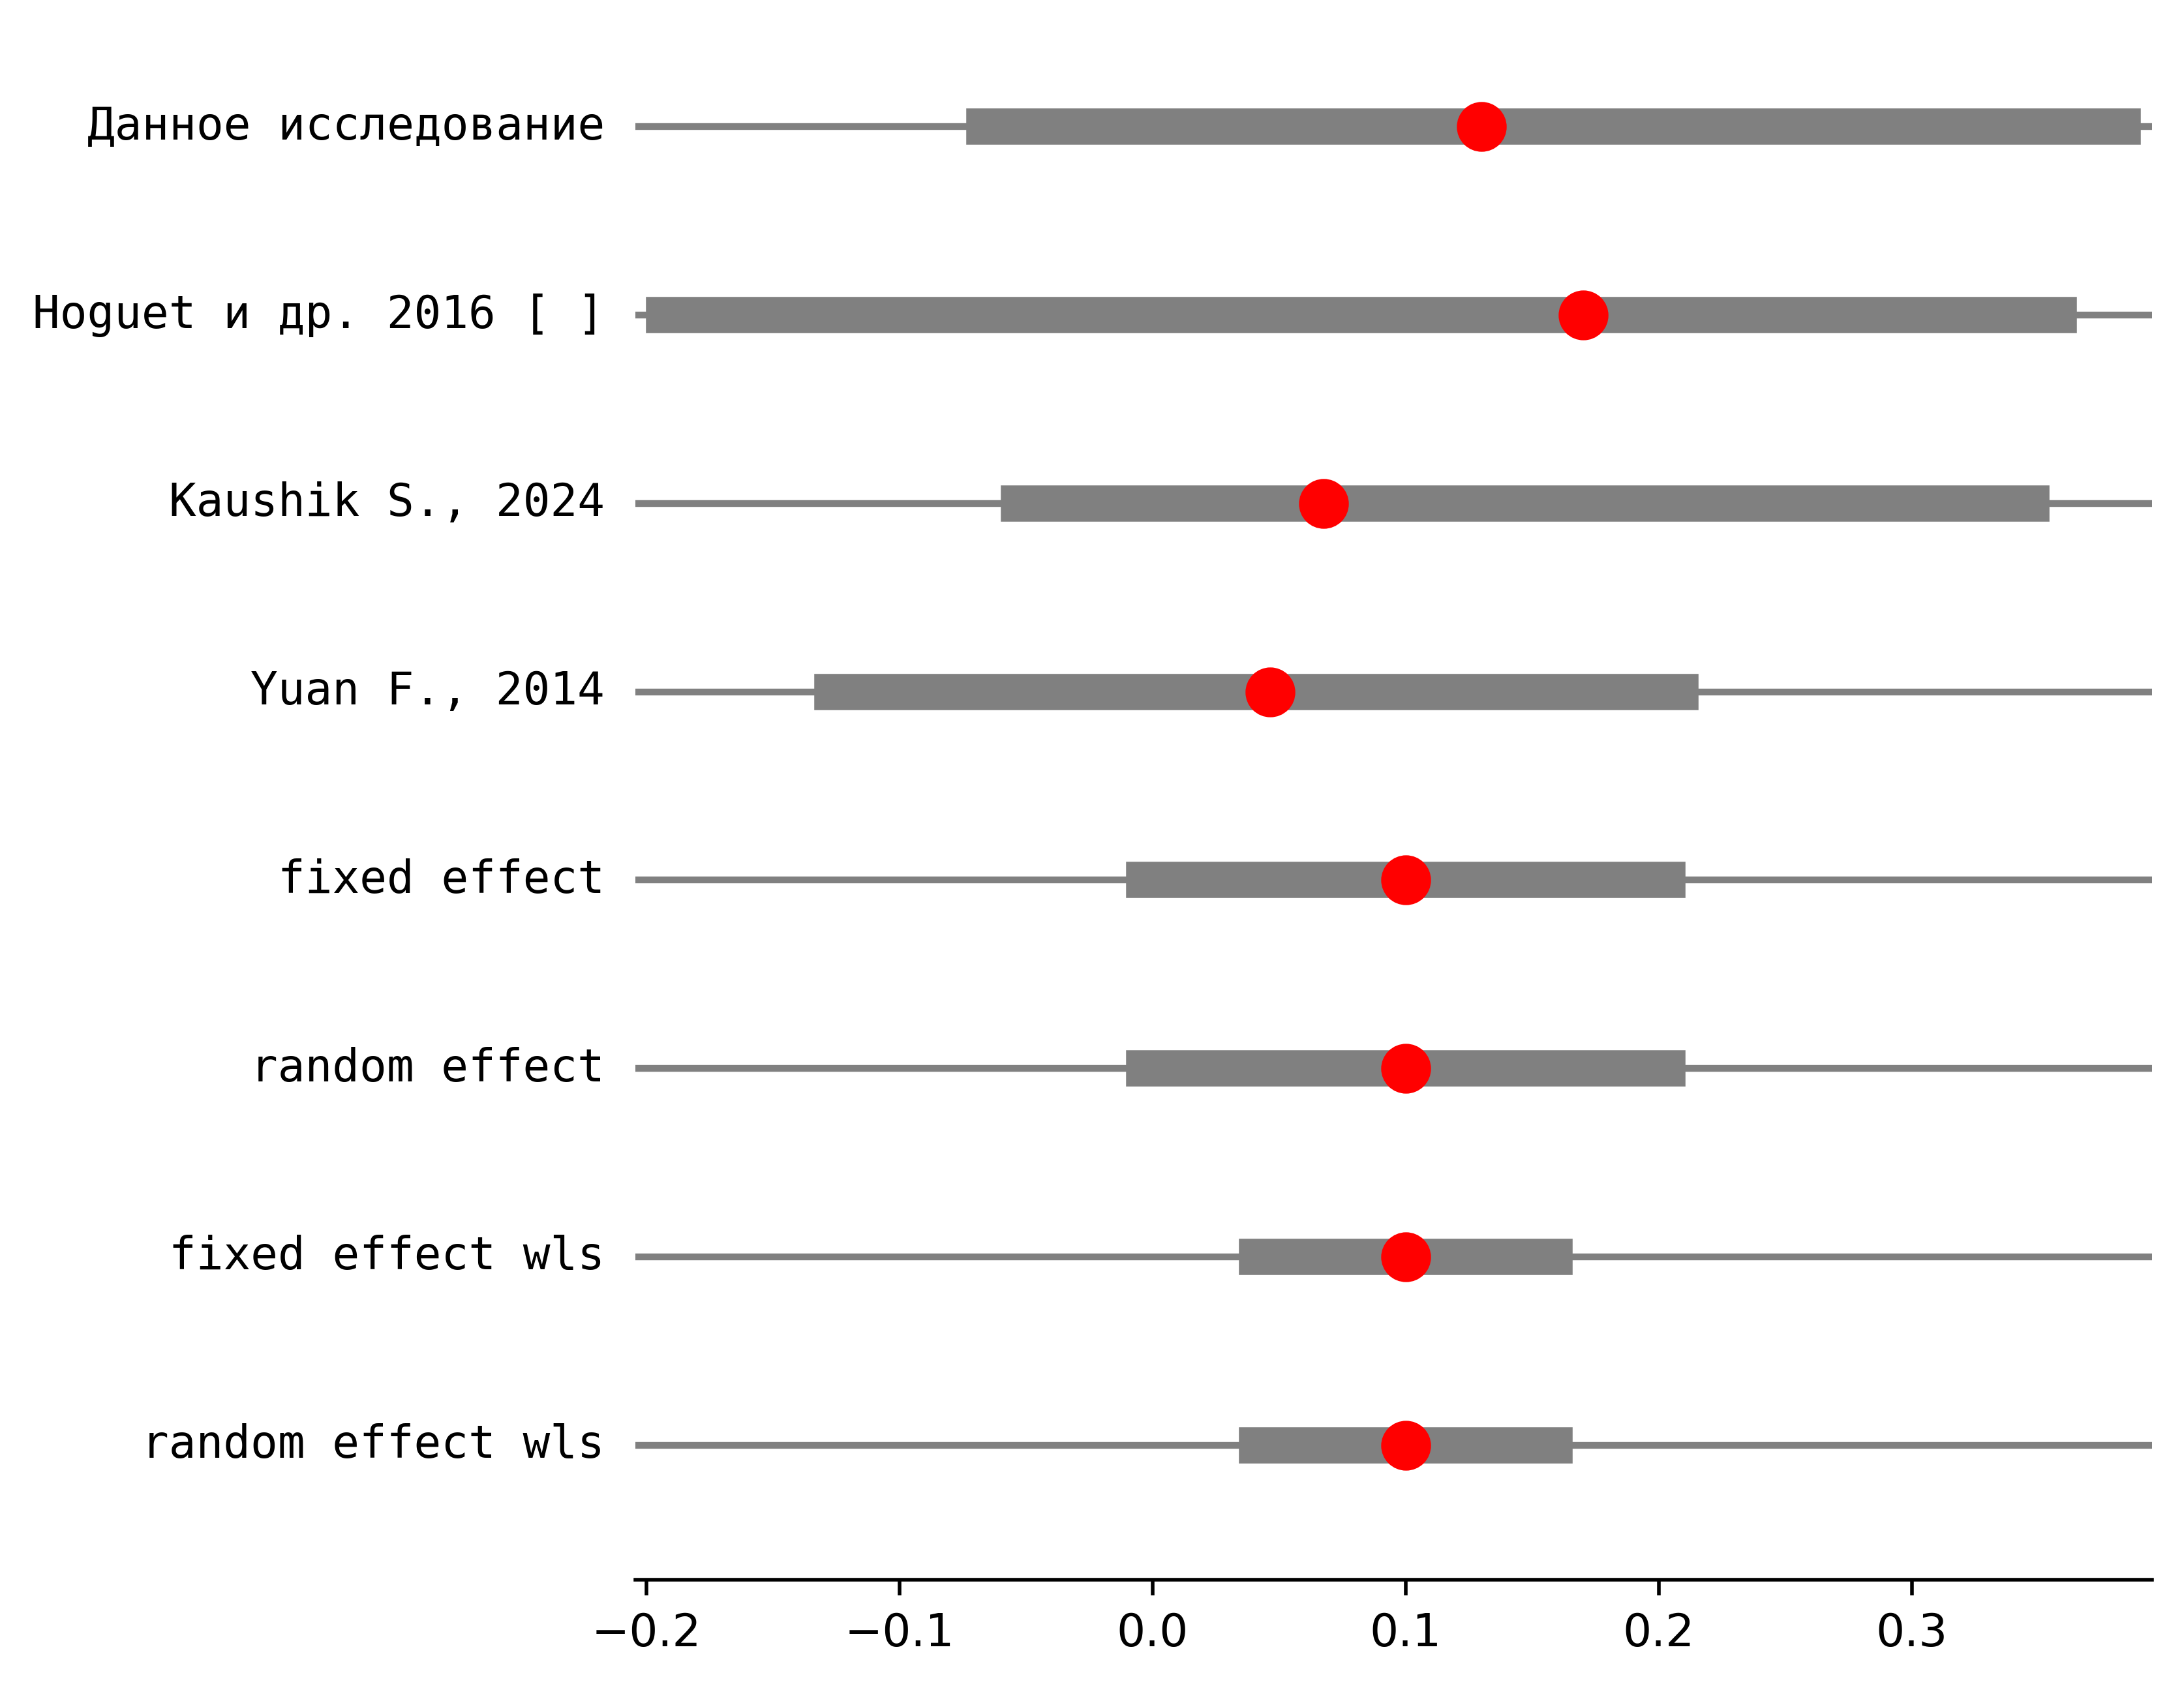 Данное исследование
Hoguet и др. 2016 [ ]
Kaushik S., 2024
Yuan F., 2014
fixed effect
random effect
fixed effect wls
random effect wls
−0.2 −0.1 0.0 0.1 0.2 0.3